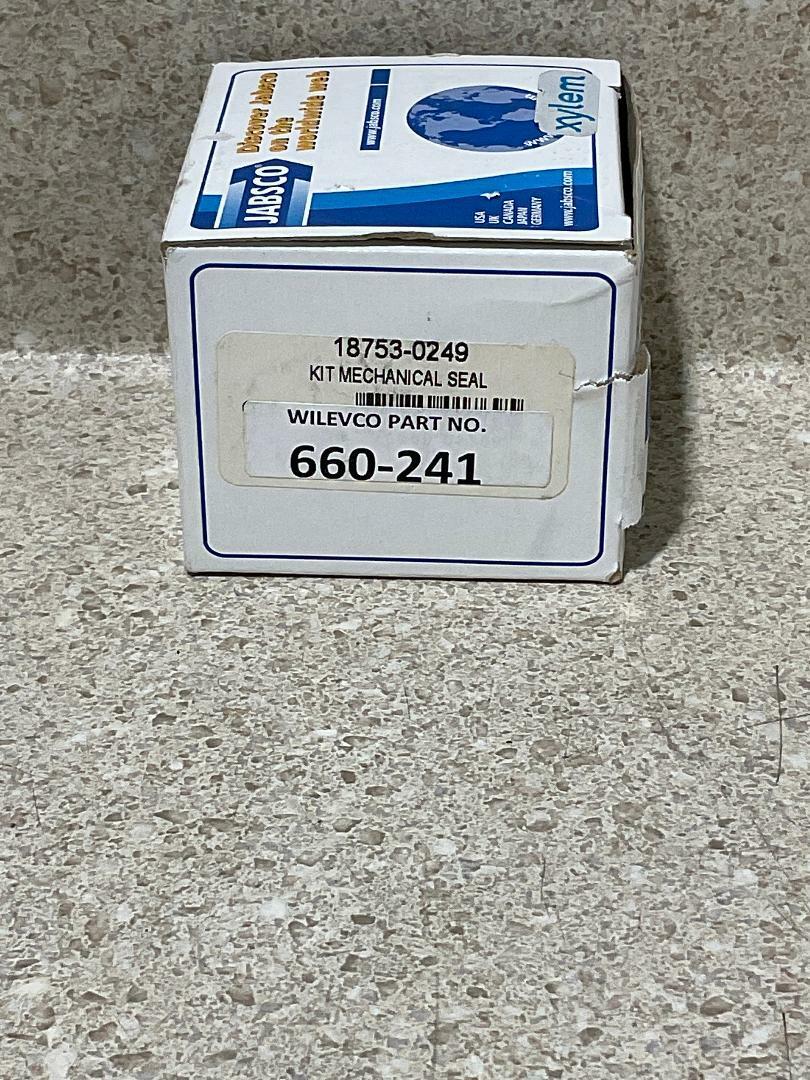 Discover Jabsco
on the
worldwide web
JABSCO
www.jabsco.com
xylem
USA
UK
CANADA
JAPAN
GERMANY
www.jabsco.com
18753-0249
KIT MECHANICAL SEAL
WILEVCO PART NO.
660-241